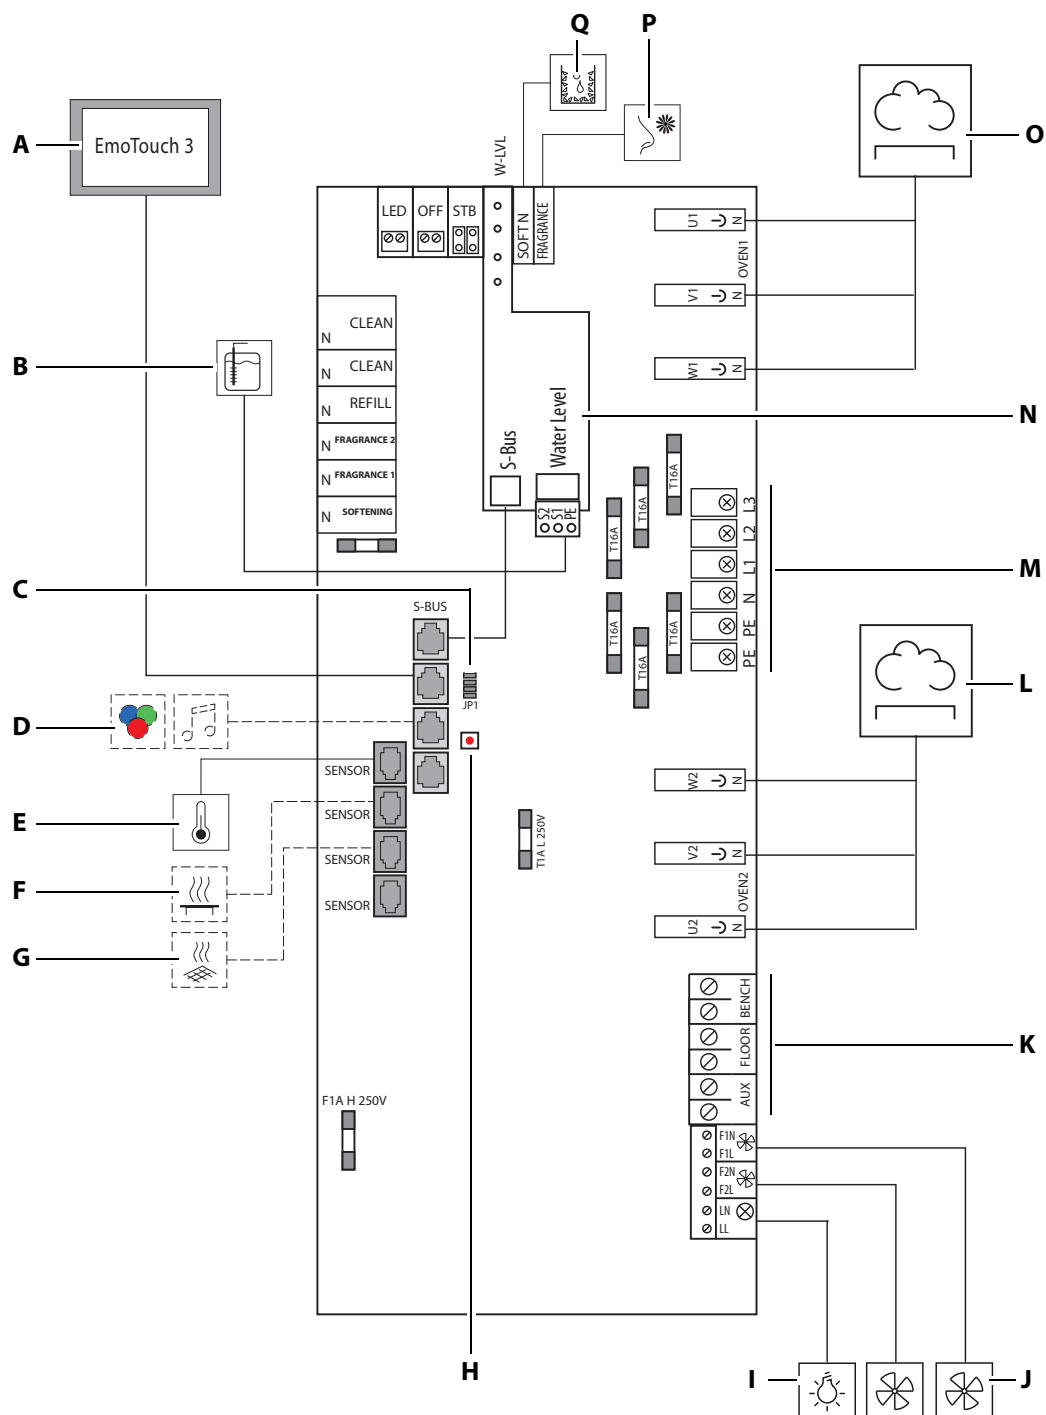 Q
P
A
EmoTouch 3
O
W-LVL
LED
OFF
STB
SOFT N
FRAGRANCE
U1
N
OVEN1
V1
N
W1
N
N CLEAN
N CLEAN
N REFILL
N FRAGRANCE 2
N FRAGRANCE 1
N SOFTENING
B
S-Bus
Water Level
S2
S1
PE
N
T16A
T16A
T16A
L3
L2
L1
N
PE
PE
M
T16A
T16A
T16A
C
S-BUS
JP1
L
D
SENSOR
E
SENSOR
F
SENSOR
G
SENSOR
T1A L 250V
W2
N
V2
N
OVEN2
U2
N
BENCH
FLOOR
AUX
K
F1A H 250V
F1N
F1L
F2N
F2L
LN
LL
H
I
J